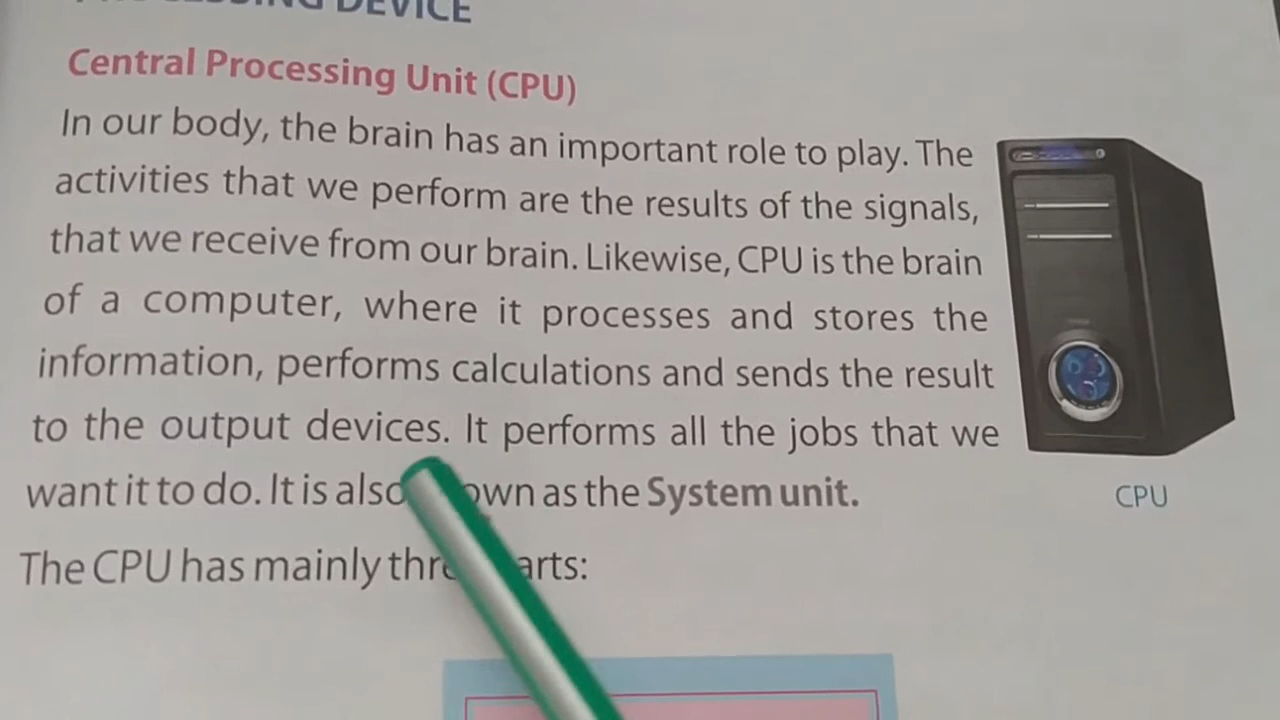 DEVICE
Central Processing Unit (CPU)
In our body, the brain has an important role to play. The
activities that we perform are the results of the signals,
that we receive from our brain. Likewise, CPU is the brain
of a computer, where it processes and stores the
information, performs calculations and sends the result
to the output devices. It performs all the jobs that we
want it to do. It is also as the System unit.
The CPU has mainly
CPU